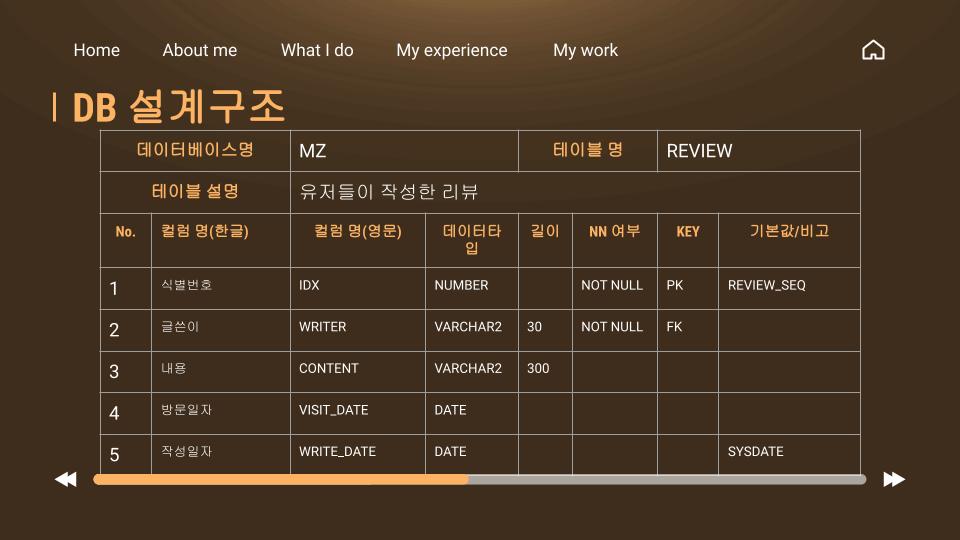 Home About me What I do My experience My work
DB 설계구조
데이터베이스명 MZ 테이블 명 REVIEW
테이블 설명 유저들이 작성한 리뷰
No. 컬럼 명(한글) 컬럼 명(영문) 데이터타 길이 NN 여부 KEY 기본값/비고
입
1 식별번호 IDX NUMBER NOT NULL PK REVIEW_SEQ
2 글쓴이 WRITER VARCHAR2 30 NOT NULL FK
3 내용 CONTENT VARCHAR2 300
4 방문일자 VISIT_DATE DATE
5 작성일자 WRITE_DATE DATE SYSDATE